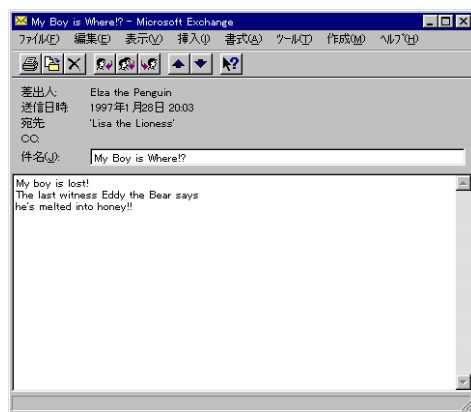 My Boy is Where!? - Microsoft Exchange
ファイル(F) 編集(E) 表示(V) 挿入(I) 書式(A) ツール(T) 作成(M) ヘルプ(H)
差出人: Elza the Penguin
送信日時: 1997年1月28日 20:03
宛先: 'Lisa the Lioness'
CC:
件名(J): My Boy is Where!?
My boy is lost!
The last witness Eddy the Bear says
he's melted into honey!!